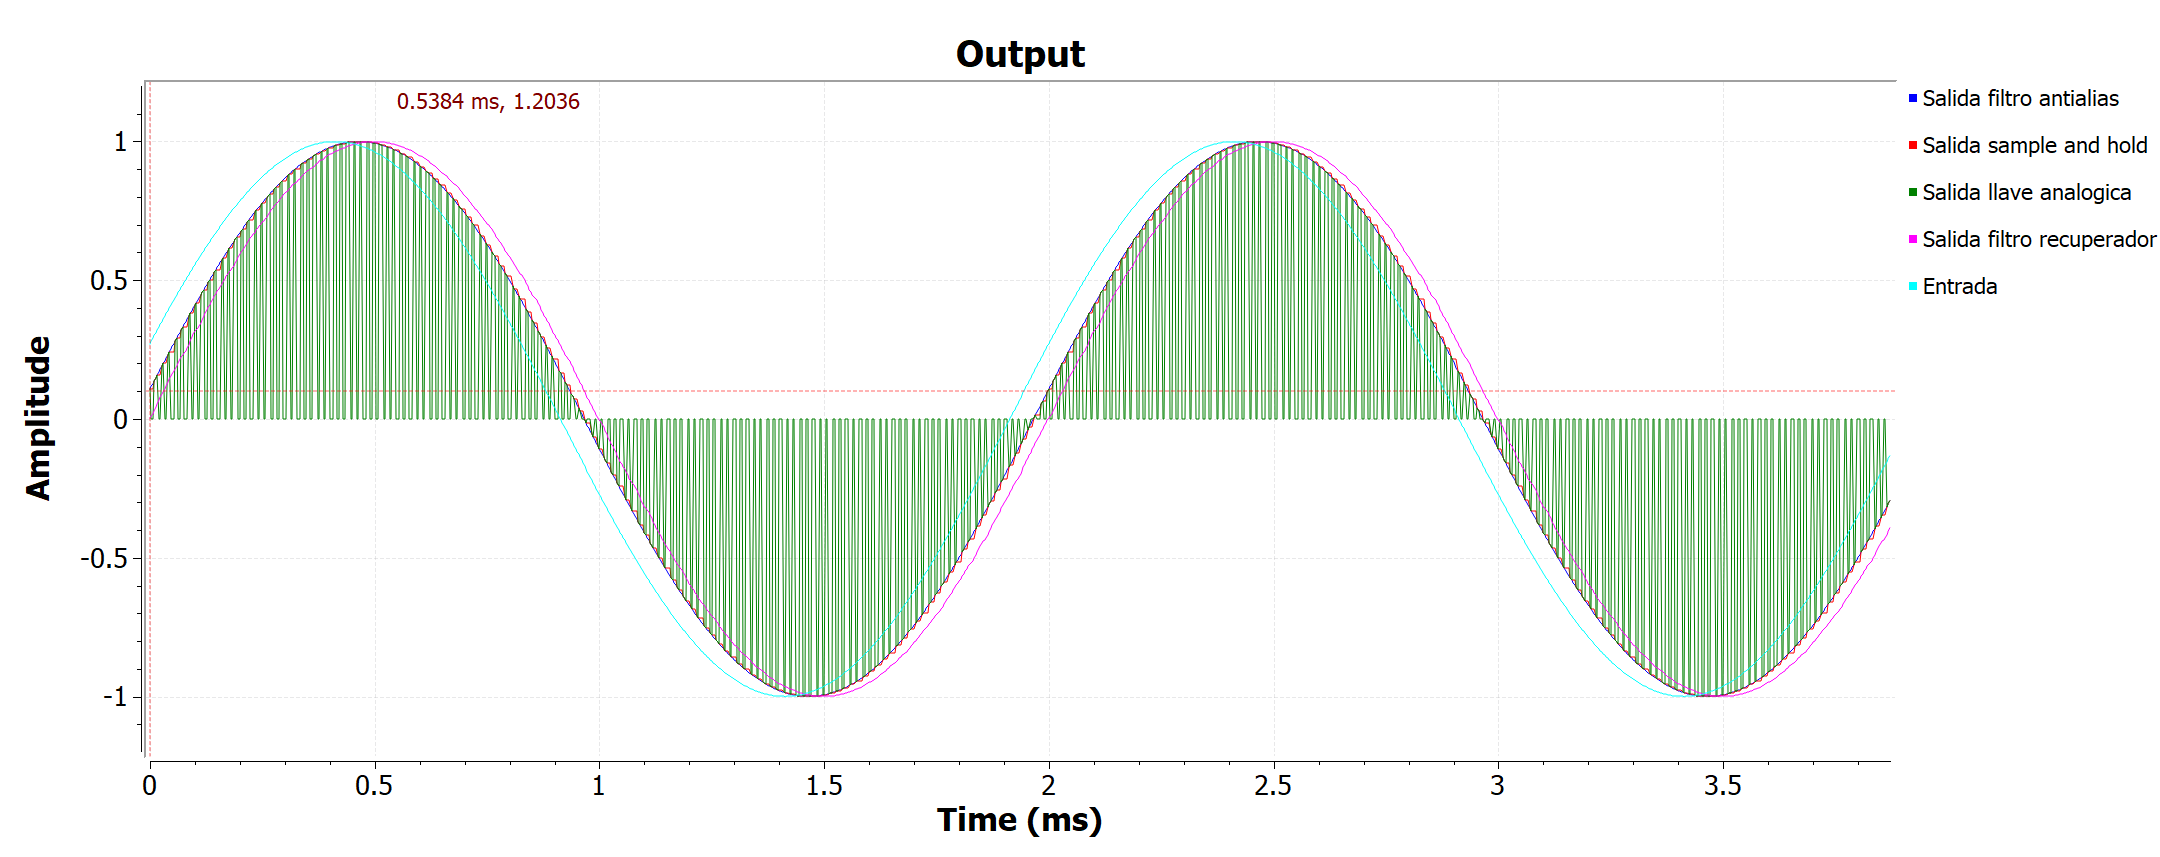 Output
0.5384 ms, 1.2036
Salida filtro antialias
Salida sample and hold
Salida llave analogica
Salida filtro recuperador
Entrada
Amplitude
1
0.5
0
-0.5
-1
0 0.5 1 1.5 2 2.5 3 3.5
Time (ms)